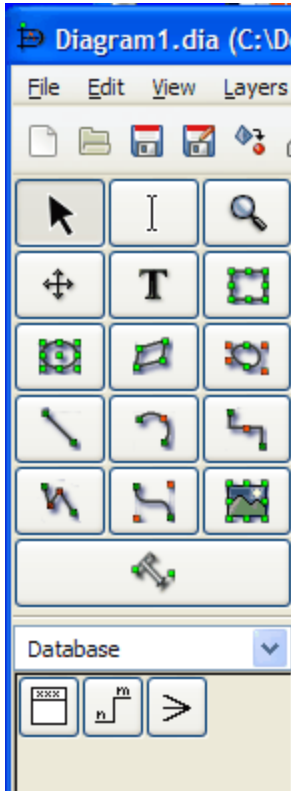 Diagram1.dia (C:\D
File Edit View Layers
T
Database
xxx
m
n